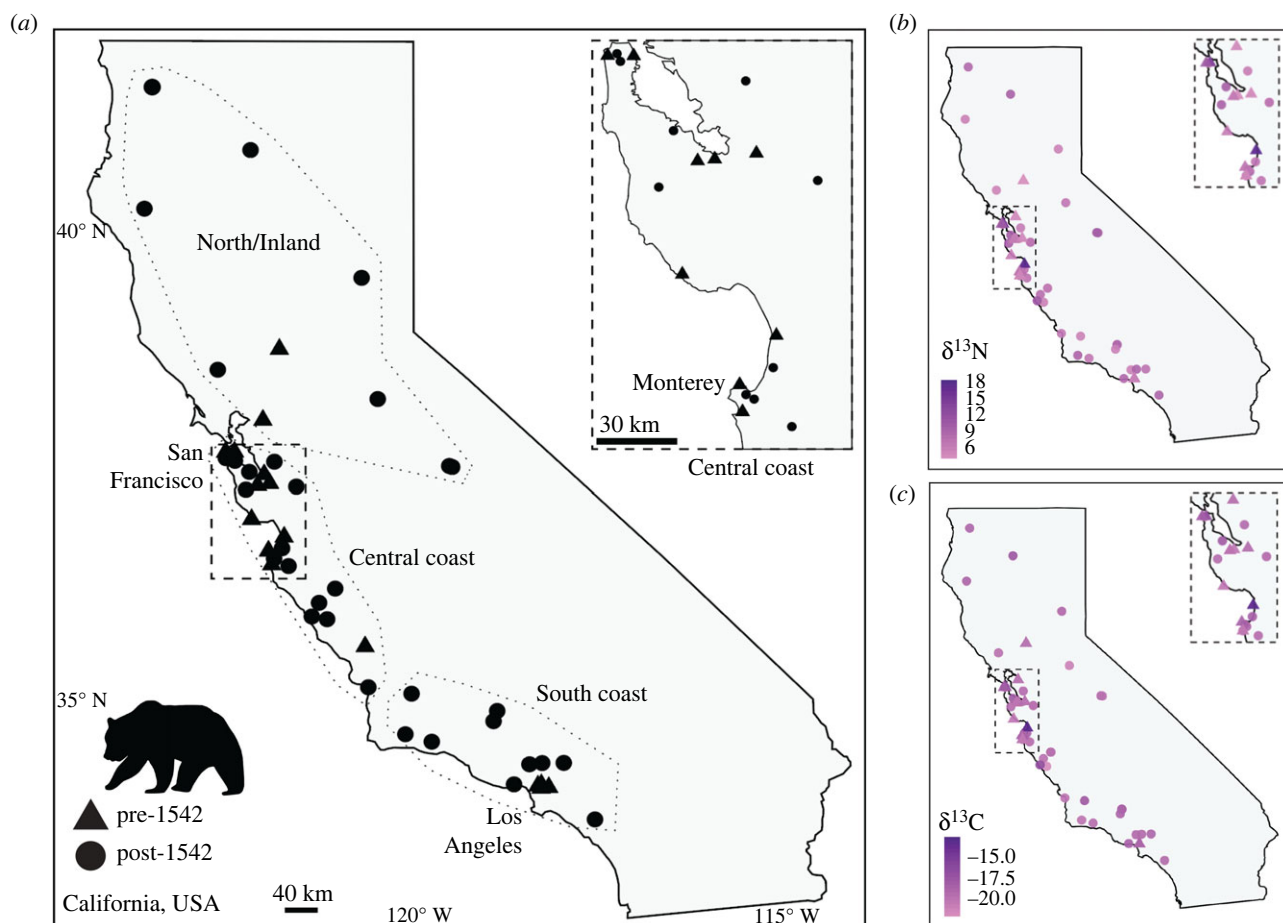 (a)
40° N
North/Inland
San
Francisco
Central coast
35° N
South coast
Los
Angeles
pre-1542
post-1542
California, USA
40 km
120° W
115° W
Monterey
30 km
Central coast
(b)
δ¹³N
18
15
12
9
6
(c)
δ¹³C
–15.0
–17.5
–20.0